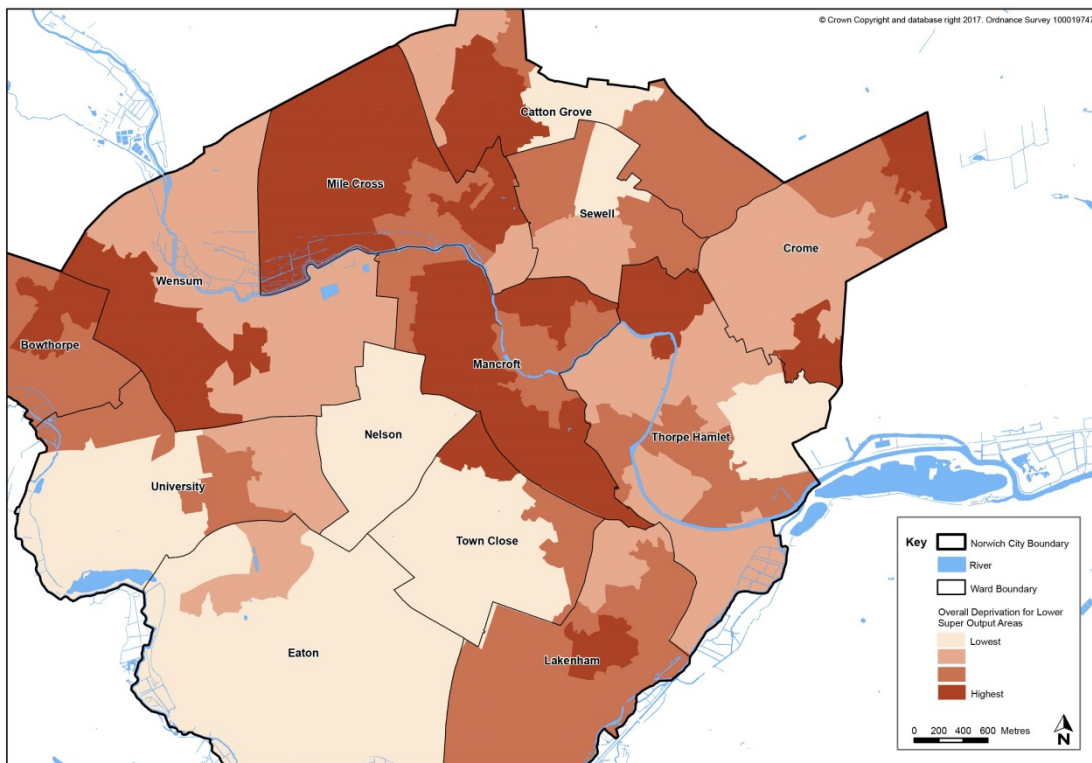 © Crown Copyright and database right 2017. Ordnance Survey 100019747
Catton Grove
Mile Cross
Sewell
Crome
Wensum
Bowthorpe
Mancroft
Nelson
Thorpe Hamlet
University
Town Close
Eaton
Lakenham
Key
Norwich City Boundary
River
Ward Boundary
Overall Deprivation for Lower
Super Output Areas
Lowest
Highest
0 200 400 600 Metres
N